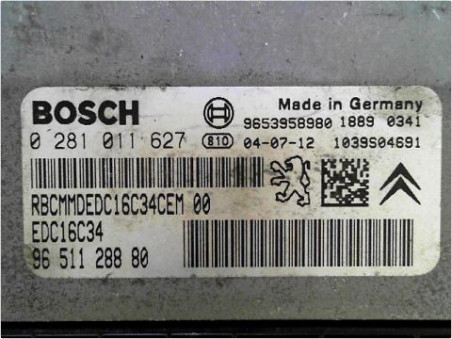 BOSCH
Made in Germany
9653958980 1889 0341
0 281 011 627 810 04-07-12 1039S04691
RBCMMDEDC16C34CEM 00
EDC16C34
96 511 288 80